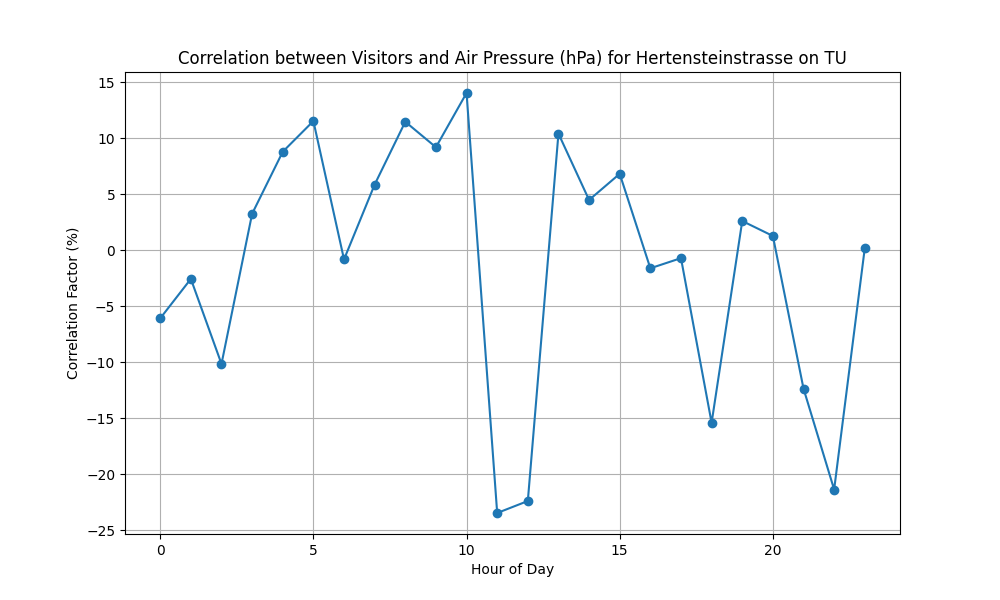 Correlation between Visitors and Air Pressure (hPa) for Hertensteinstrasse on TU
Correlation Factor (%)
15
10
5
0
−5
−10
−15
−20
−25
0 5 10 15 20
Hour of Day